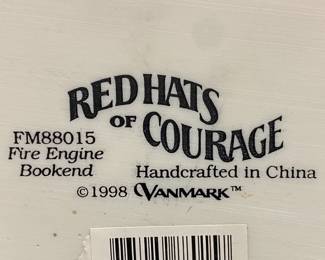 RED HATS
OF COURAGE
FM88015
Fire Engine
Bookend
Handcrafted in China
©1998 VANMARK™